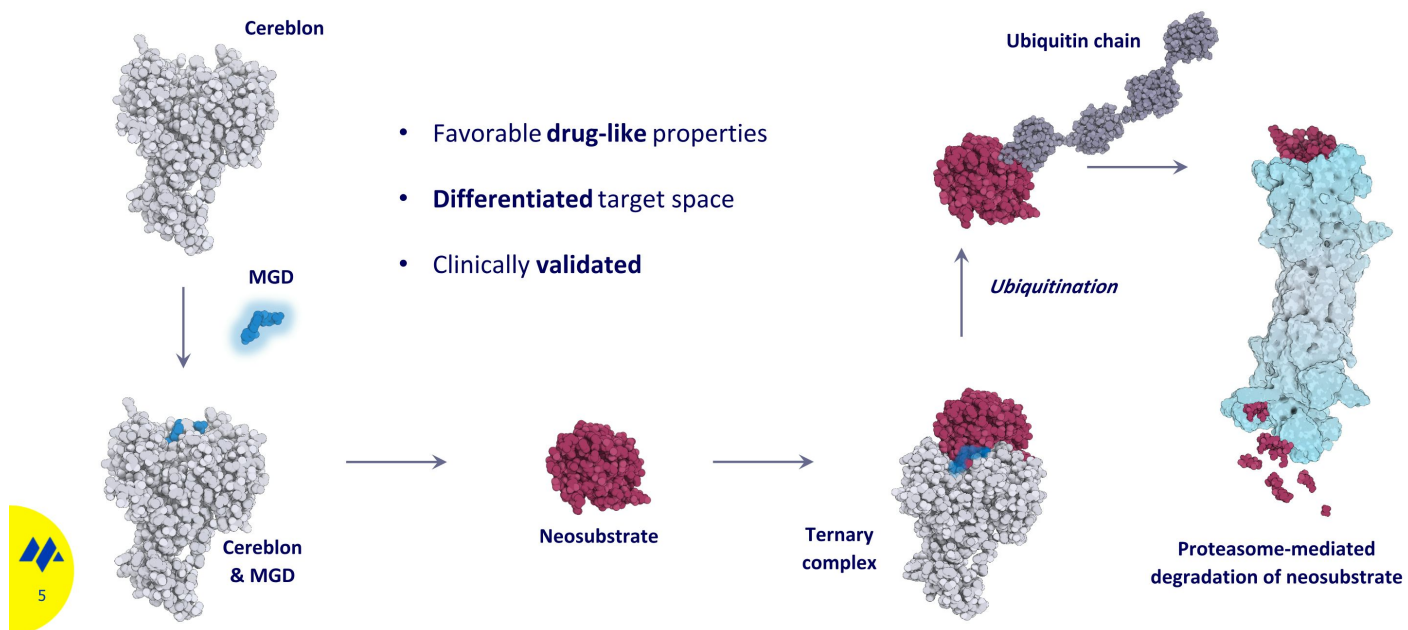 Cereblon
Ubiquitin chain
• Favorable drug-like properties
• Differentiated target space
• Clinically validated
MGD
Ubiquitination
Cereblon
& MGD
Neosubstrate
Ternary
complex
Proteasome-mediated
degradation of neosubstrate
5